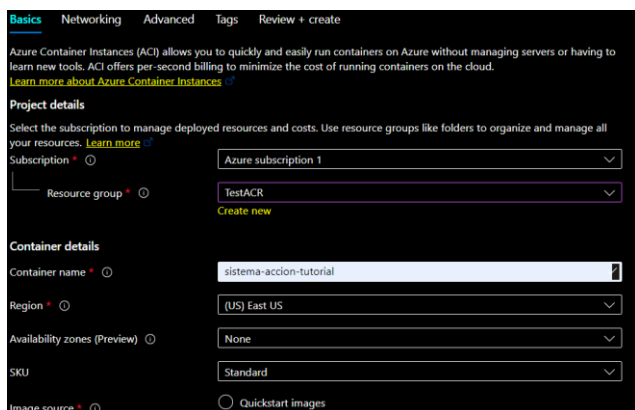 Basics Networking Advanced Tags Review + create
Azure Container Instances (ACI) allows you to quickly and easily run containers on Azure without managing servers or having to
learn new tools. ACI offers per-second billing to minimize the cost of running containers on the cloud.
Learn more about Azure Container Instances
Project details
Select the subscription to manage deployed resources and costs. Use resource groups like folders to organize and manage all
your resources. Learn more
Subscription * Azure subscription 1
Resource group * TestACR
Create new
Container details
Container name * sistema-accion-tutorial
Region * (US) East US
Availability zones (Preview) None
SKU Standard
Image source * Quickstart images